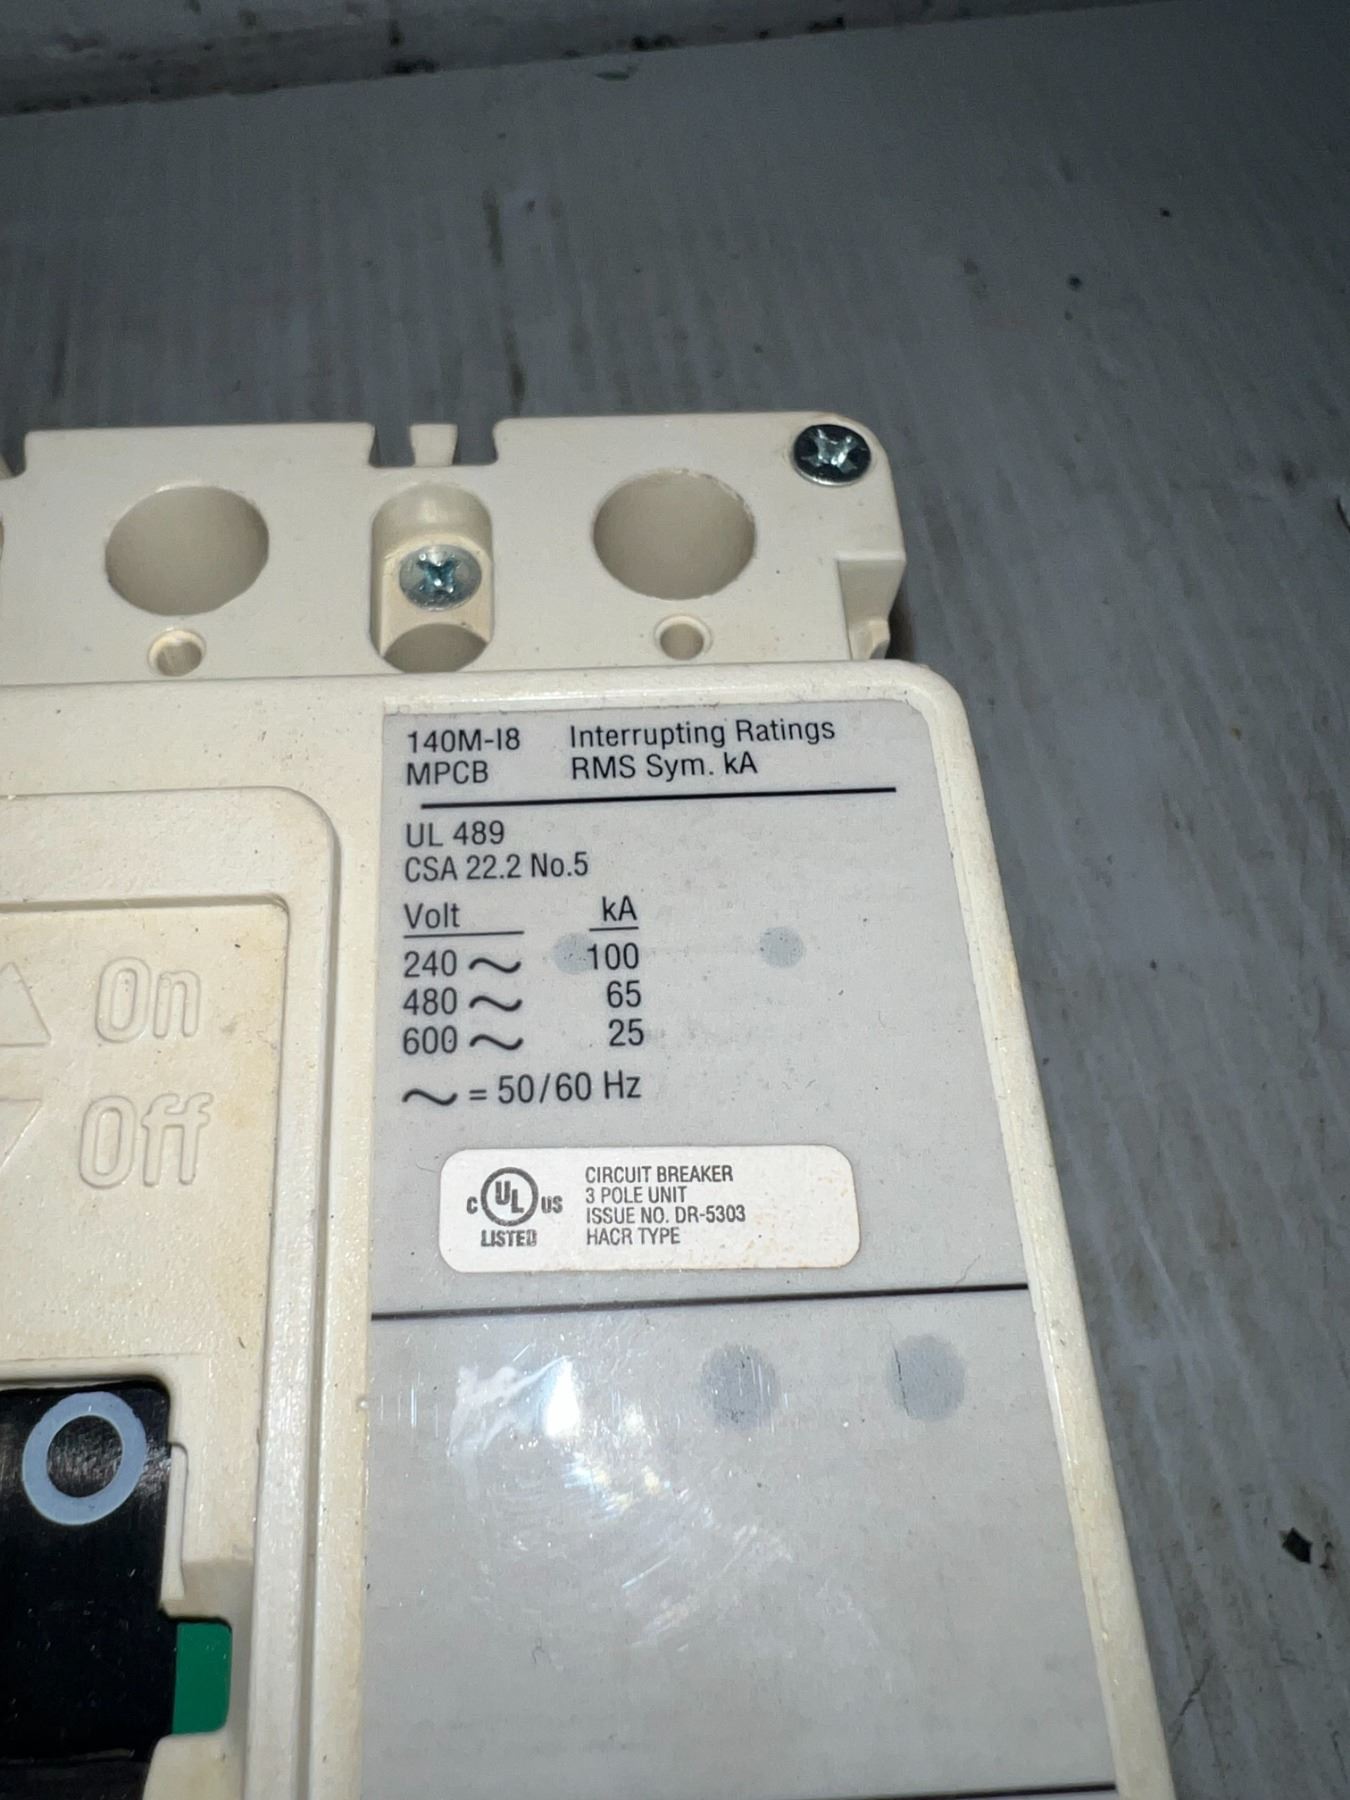 140M-I8 Interrupting Ratings
MPCB RMS Sym. kA
UL 489
CSA 22.2 No.5
Volt kA
240 ~ 100
480 ~ 65
600 ~ 25
~ = 50/60 Hz
On
Off
C UL US
LISTED
CIRCUIT BREAKER
3 POLE UNIT
ISSUE NO. DR-5303
HACR TYPE